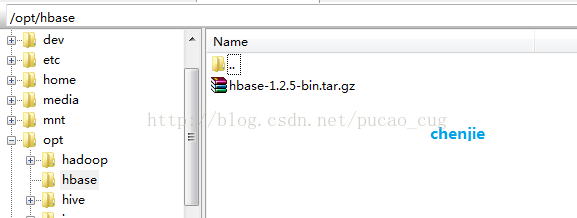 /opt/hbase
Name
dev
etc
home
media
mnt
opt
hadoop
hbase
hive
..
hbase-1.2.5-bin.tar.gz
http://blog.csdn.net/pucao_cug
chenjie